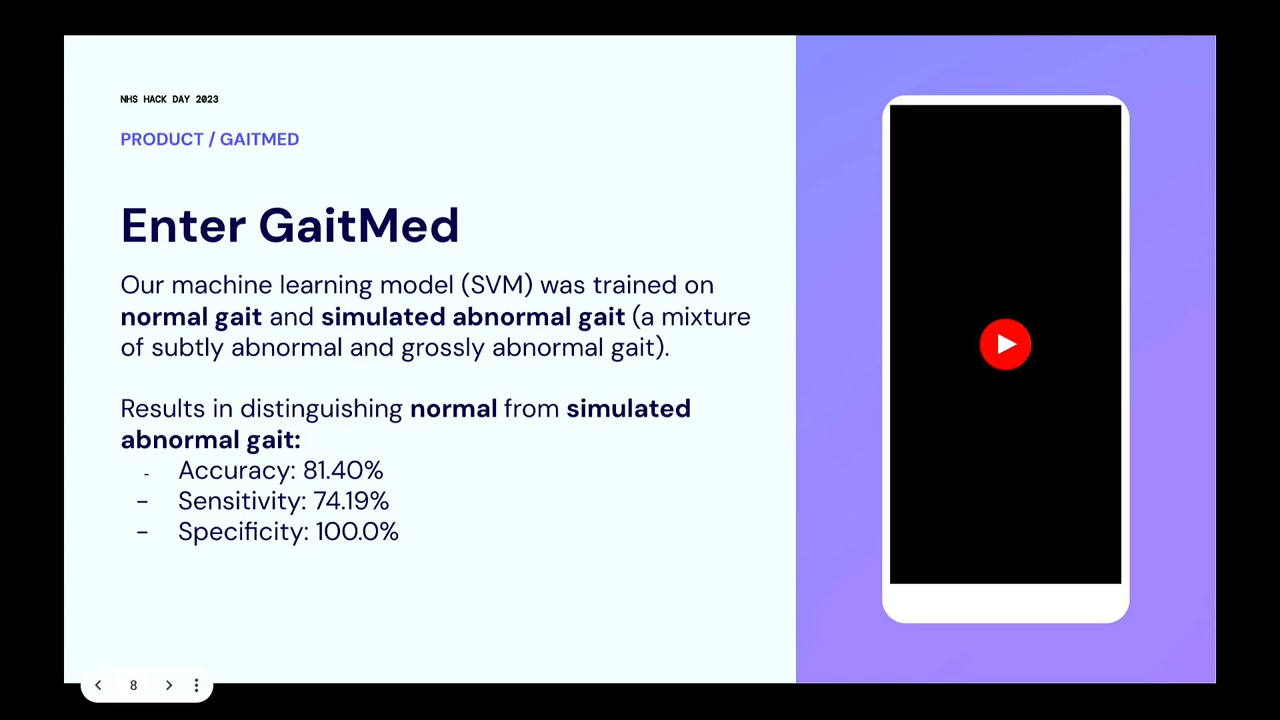 NHS HACK DAY 2023
PRODUCT / GAITMED
Enter GaitMed
Our machine learning model (SVM) was trained on
normal gait and simulated abnormal gait (a mixture
of subtly abnormal and grossly abnormal gait).
Results in distinguishing normal from simulated
abnormal gait:
- Accuracy: 81.40%
- Sensitivity: 74.19%
- Specificity: 100.0%
8